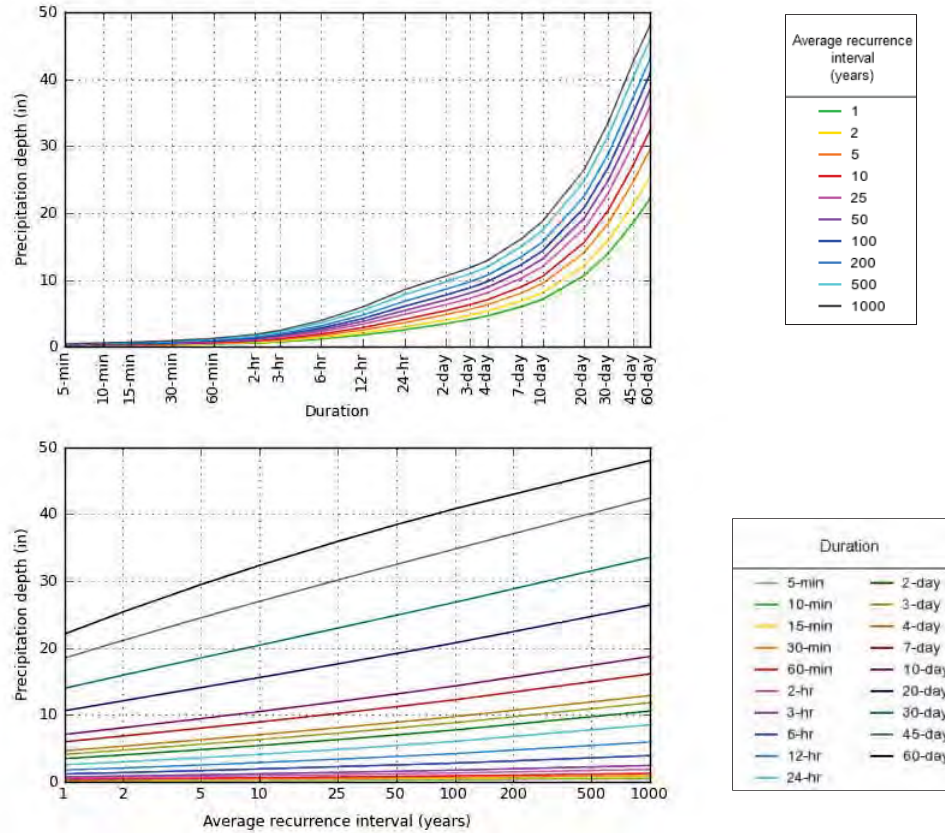 50
40
30
20
10
0
Precipitation depth (in)
5-min
10-min
15-min
30-min
60-min
2-hr
3-hr
6-hr
12-hr
24-hr
2-day
3-day
4-day
7-day
10-day
20-day
30-day
45-day
60-day
Duration
Average recurrence
interval
(years)
1
2
5
10
25
50
100
200
500
1000
50
40
30
20
10
0
Precipitation depth (in)
1 2 5 10 25 50 100 200 500 1000
Average recurrence interval (years)
Duration
5-min 2-day
10-min 3-day
15-min 4-day
30-min 7-day
60-min 10-day
2-hr 20-day
3-hr 30-day
6-hr 45-day
12-hr 60-day
24-hr